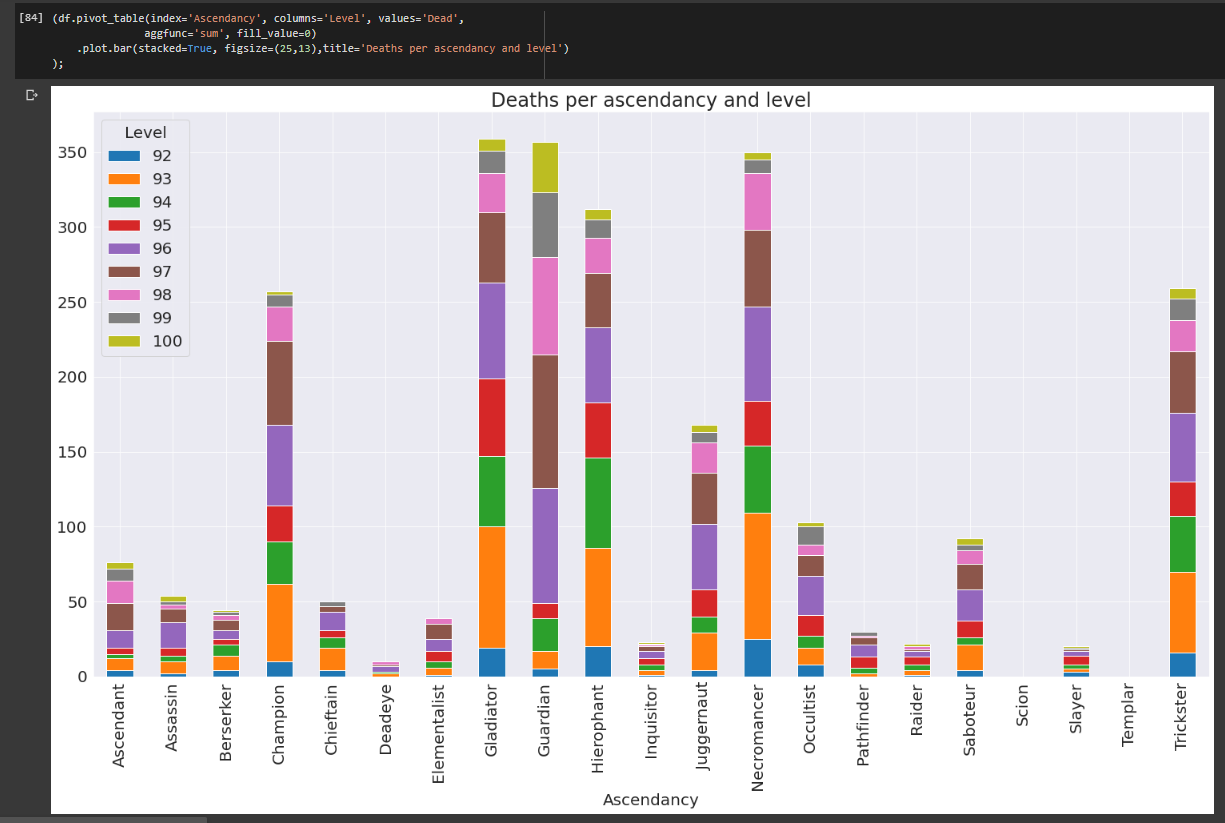 [84] (df.pivot_table(index='Ascendancy', columns='Level', values='Dead',
aggfunc='sum', fill_value=0)
.plot.bar(stacked=True, figsize=(25,13),title='Deaths per ascendancy and level')
);
Deaths per ascendancy and level
Level
92
93
94
95
96
97
98
99
100
350
300
250
200
150
100
50
0
Ascendant
Assassin
Berserker
Champion
Chieftain
Deadeye
Elementalist
Gladiator
Guardian
Hierophant
Inquisitor
Juggernaut
Necromancer
Occultist
Pathfinder
Raider
Saboteur
Scion
Slayer
Templar
Trickster
Ascendancy